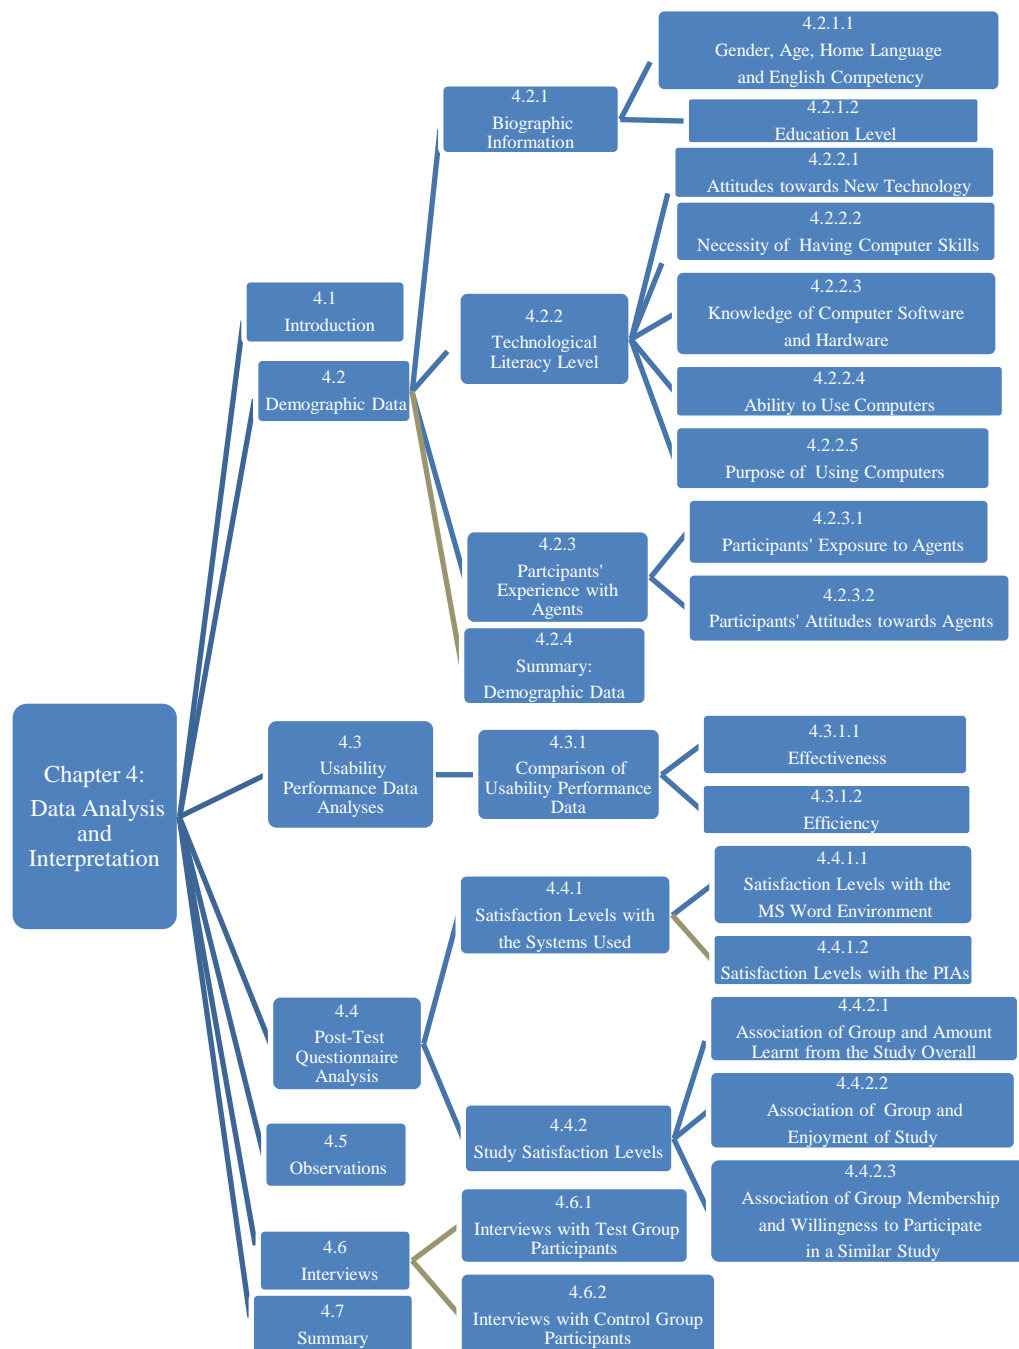 Chapter 4:
Data Analysis
and
Interpretation
4.1
Introduction
4.2
Demographic Data
4.2.1
Biographic
Information
4.2.1.1
Gender, Age, Home Language
and English Competency
4.2.1.2
Education Level
4.2.2
Technological
Literacy Level
4.2.2.1
Attitudes towards New Technology
4.2.2.2
Necessity of Having Computer Skills
4.2.2.3
Knowledge of Computer Software
and Hardware
4.2.2.4
Ability to Use Computers
4.2.2.5
Purpose of Using Computers
4.2.3
Partcipants'
Experience with
Agents
4.2.3.1
Participants' Exposure to Agents
4.2.3.2
Participants' Attitudes towards Agents
4.2.4
Summary:
Demographic Data
4.3
Usability
Performance Data
Analyses
4.3.1
Comparison of
Usability Performance
Data
4.3.1.1
Effectiveness
4.3.1.2
Efficiency
4.4
Post-Test
Questionnaire
Analysis
4.4.1
Satisfaction Levels with
the Systems Used
4.4.1.1
Satisfaction Levels with the
MS Word Environment
4.4.1.2
Satisfaction Levels with the PIAs
4.4.2
Study Satisfaction Levels
4.4.2.1
Association of Group and Amount
Learnt from the Study Overall
4.4.2.2
Association of Group and
Enjoyment of Study
4.4.2.3
Association of Group Membership
and Willingness to Participate
in a Similar Study
4.5
Observations
4.6
Interviews
4.6.1
Interviews with Test Group
Participants
4.6.2
Interviews with Control Group
Participants
4.7
Summary